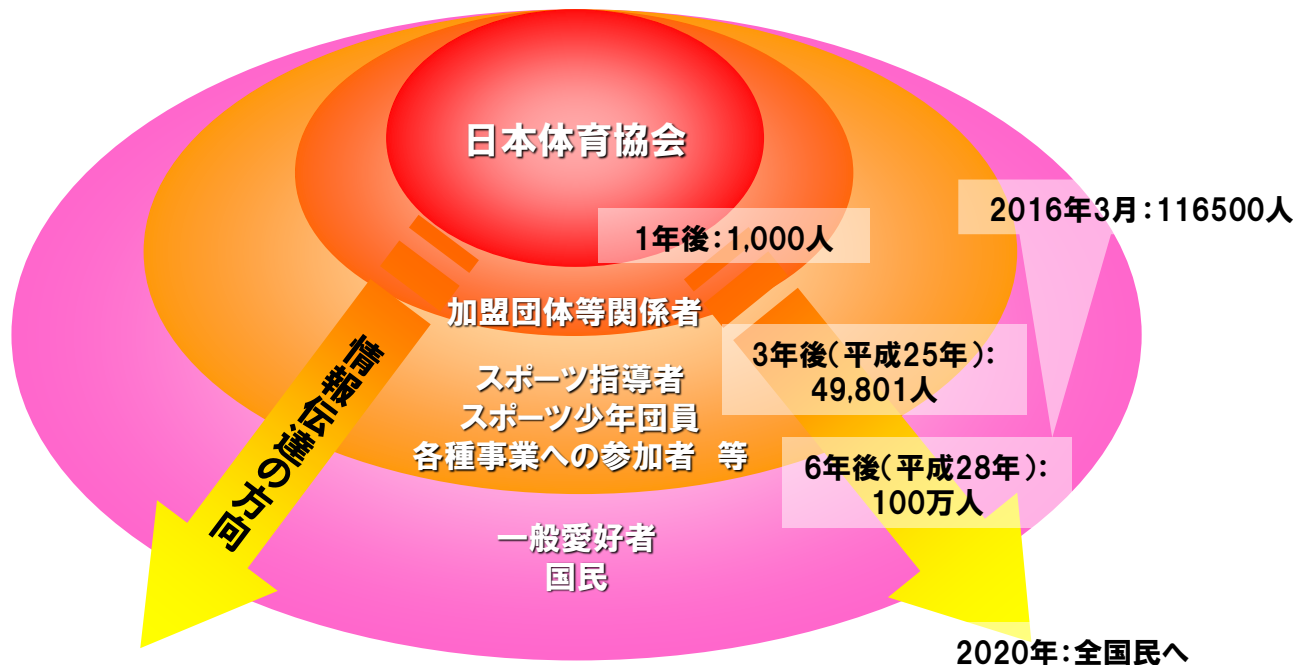 日本体育協会
2016年3月：116500人
1年後：1,000人
加盟団体等関係者
3年後（平成25年）：
49,801人
スポーツ指導者
スポーツ少年団員
各種事業への参加者　等
情報伝達の方向
6年後（平成28年）：
100万人
一般愛好者
国民
2020年：全国民へ